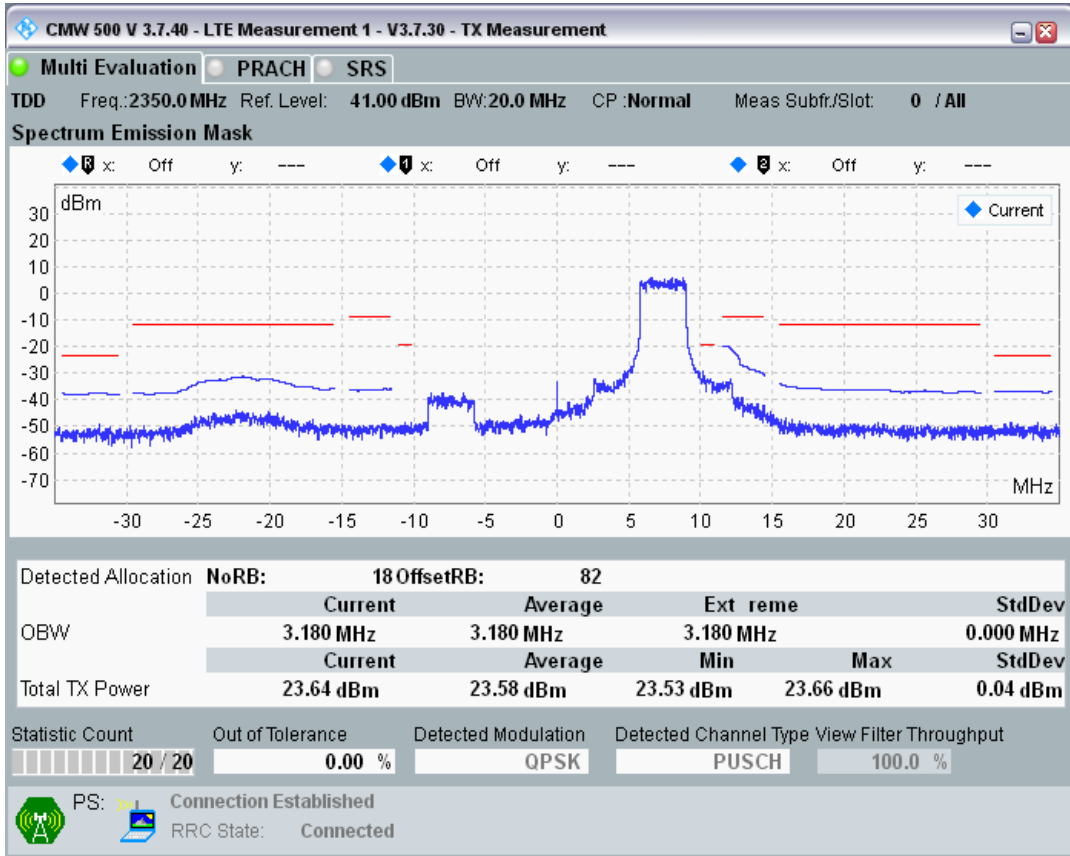 CMW 500 V 3.7.40 - LTE Measurement 1 - V3.7.30 - TX Measurement
Multi Evaluation PRACH SRS
TDD Freq.:2350.0 MHz Ref. Level: 41.00 dBm BW:20.0 MHz CP :Normal Meas Subfr./Slot: 0 / All
Spectrum Emission Mask
R x: Off y: --- 1 x: Off y: --- 2 x: Off y: ---
dBm
Current
30
20
10
0
-10
-20
-30
-40
-50
-60
-70
MHz
-30 -25 -20 -15 -10 -5 0 5 10 15 20 25 30
Detected Allocation NoRB: 18 OffsetRB: 82
Current Average Ext reme StdDev
OBW 3.180 MHz 3.180 MHz 3.180 MHz 0.000 MHz
Current Average Min Max StdDev
Total TX Power 23.64 dBm 23.58 dBm 23.53 dBm 23.66 dBm 0.04 dBm
Statistic Count Out of Tolerance Detected Modulation Detected Channel Type View Filter Throughput
20 / 20 0.00 % QPSK PUSCH 100.0 %
PS: Connection Established
RRC State: Connected